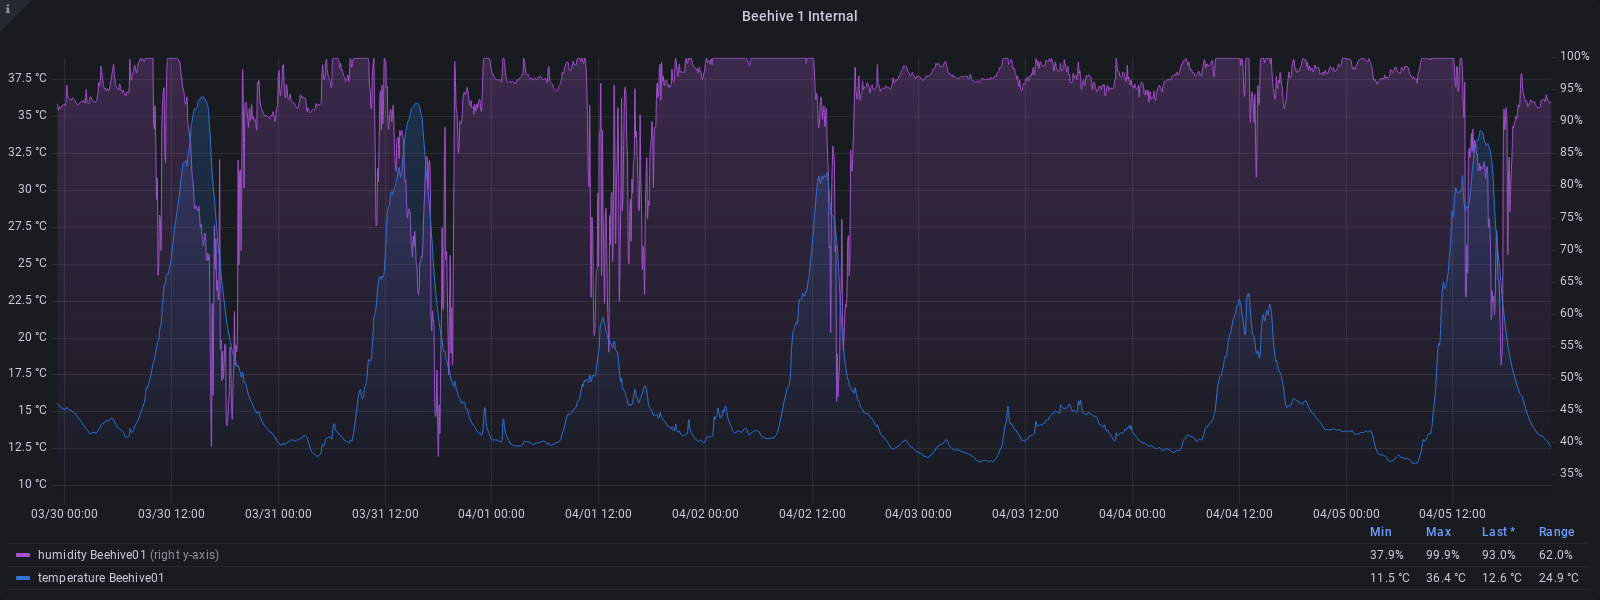 i
Beehive 1 Internal
37.5 °C
35 °C
32.5 °C
30 °C
27.5 °C
25 °C
22.5 °C
20 °C
17.5 °C
15 °C
12.5 °C
10 °C
100%
95%
90%
85%
80%
75%
70%
65%
60%
55%
50%
45%
40%
35%
03/30 00:00 03/30 12:00 03/31 00:00 03/31 12:00 04/01 00:00 04/01 12:00 04/02 00:00 04/02 12:00 04/03 00:00 04/03 12:00 04/04 00:00 04/04 12:00 04/05 00:00 04/05 12:00
Min Max Last * Range
humidity Beehive01 (right y-axis) 37.9% 99.9% 93.0% 62.0%
temperature Beehive01 11.5 °C 36.4 °C 12.6 °C 24.9 °C